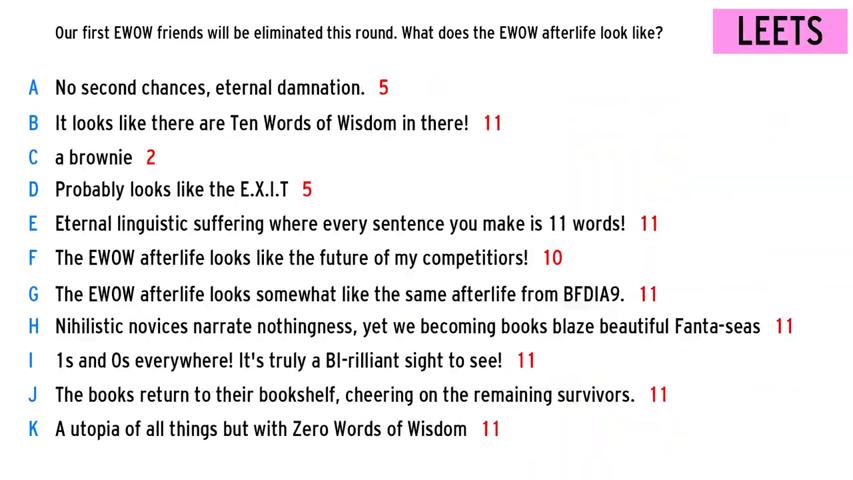 Our first EWOW friends will be eliminated this round. What does the EWOW afterlife look like?
LEETS
A No second chances, eternal damnation. 5
B It looks like there are Ten Words of Wisdom in there! 11
C a brownie 2
D Probably looks like the E.X.I.T 5
E Eternal linguistic suffering where every sentence you make is 11 words! 11
F The EWOW afterlife looks like the future of my competitiors! 10
G The EWOW afterlife looks somewhat like the same afterlife from BFDIA9. 11
H Nihilistic novices narrate nothingness, yet we becoming books blaze beautiful Fanta-seas 11
I 1s and 0s everywhere! It's truly a BI-rilliant sight to see! 11
J The books return to their bookshelf, cheering on the remaining survivors. 11
K A utopia of all things but with Zero Words of Wisdom 11